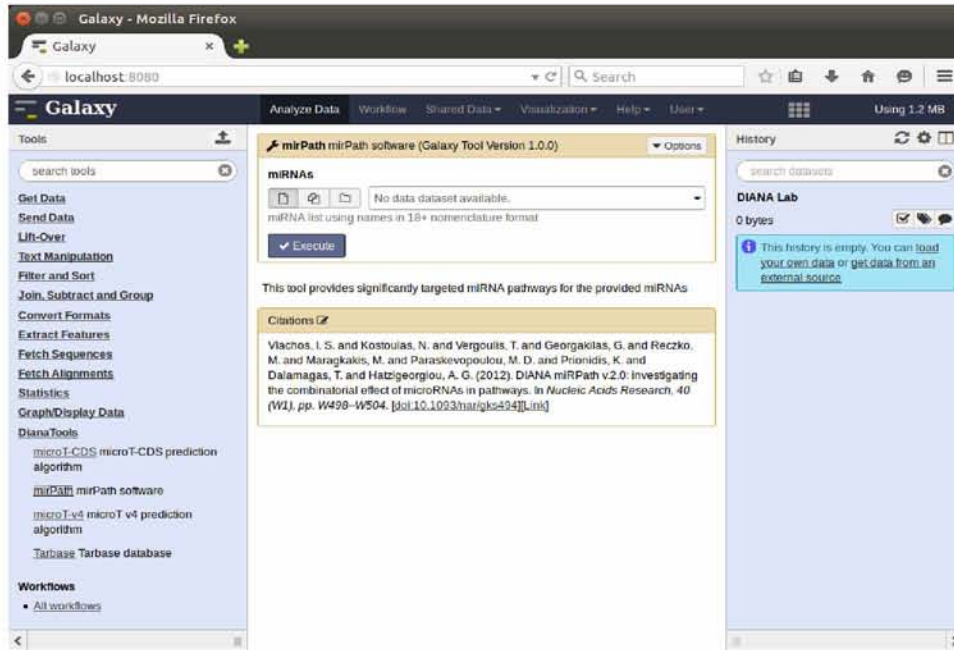 Galaxy - Mozilla Firefox
Galaxy
localhost:8080
Search
Galaxy
Analyze Data Workflow Shared Data Visualization Help User
Using 1.2 MB
Tools
search tools
Get Data
Send Data
Lift-Over
Text Manipulation
Filter and Sort
Join, Subtract and Group
Convert Formats
Extract Features
Fetch Sequences
Fetch Alignments
Statistics
Graph/Display Data
DianaTools
microT-CDS microT-CDS prediction
algorithm
mirPath mirPath software
microT-v4 microT v4 prediction
algorithm
Tarbase Tarbase database
Workflows
All workflows
mirPath mirPath software (Galaxy Tool Version 1.0.0)
Options
miRNAs
No data dataset available.
miRNA list using names in 18+ nomenclature format
Execute
This tool provides significantly targeted miRNA pathways for the provided miRNAs
Citations
Vlachos, I. S. and Kostoulas, N. and Vergoulis, T. and Georgakilas, G. and Reczko,
M. and Maragkakis, M. and Paraskevopoulou, M. D. and Prionidis, K. and
Dalamagas, T. and Hatzigeorgiou, A. G. (2012). DIANA miRPath v.2.0: investigating
the combinatorial effect of microRNAs in pathways. In Nucleic Acids Research, 40
(W1), pp. W498–W504. [doi:10.1093/nar/gks494][Link]
History
search datasets
DIANA Lab
0 bytes
This history is empty. You can load
your own data or get data from an
external source